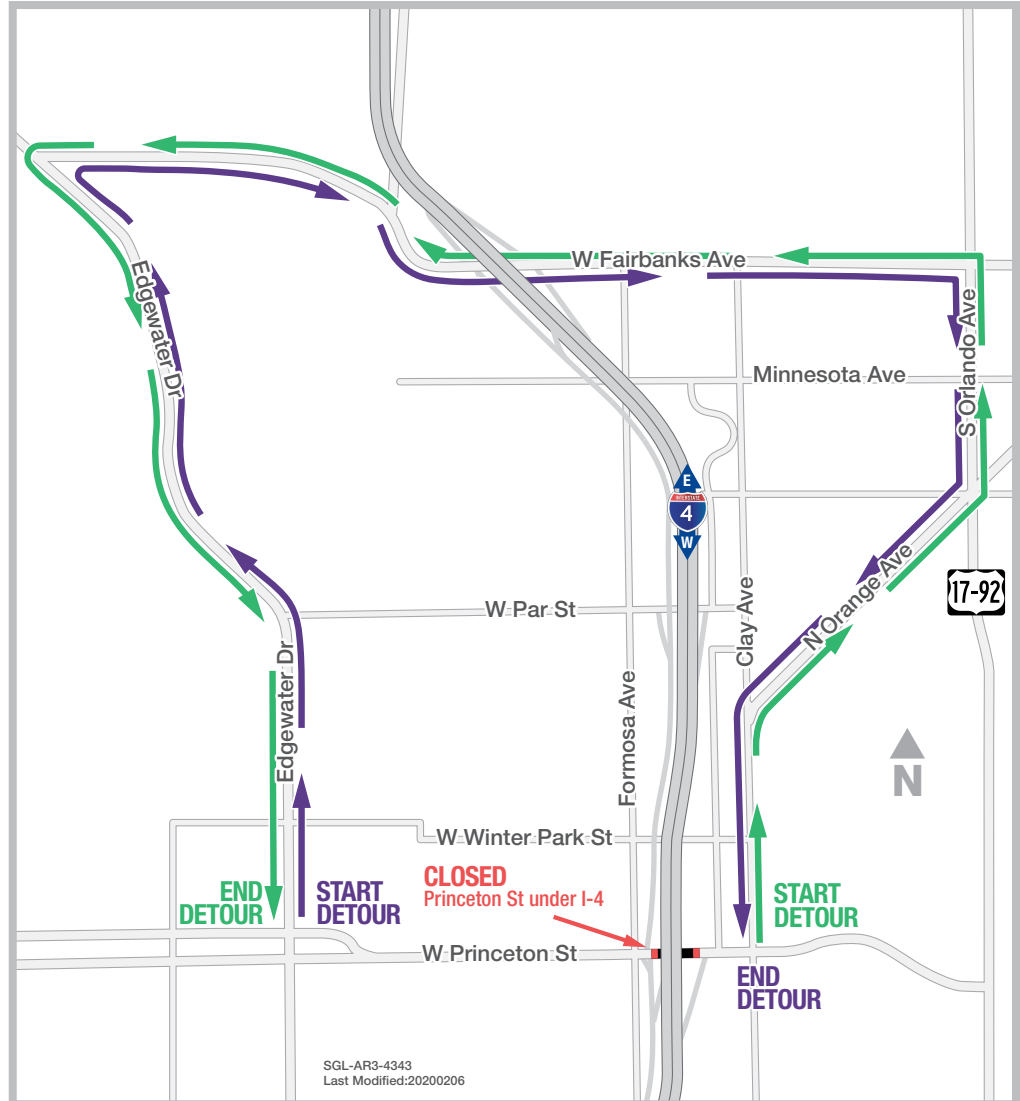 W Fairbanks Ave
Edgewater Dr
S Orlando Ave
Minnesota Ave
E
INTERSTATE
4
W
17-92
N Orange Ave
W Par St
Clay Ave
Edgewater Dr
Formosa Ave
N
W Winter Park St
CLOSED
Princeton St under I-4
END
DETOUR
START
DETOUR
START
DETOUR
W Princeton St
END
DETOUR
SGL-AR3-4343
Last Modified:20200206